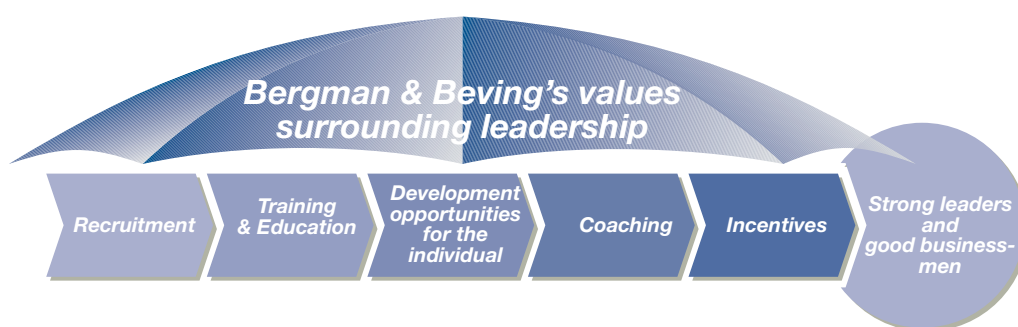 Bergman & Beving’s values
surrounding leadership
Recruitment
Training
& Education
Development
opportunities
for the
individual
Coaching
Incentives
Strong leaders
and
good business-
men